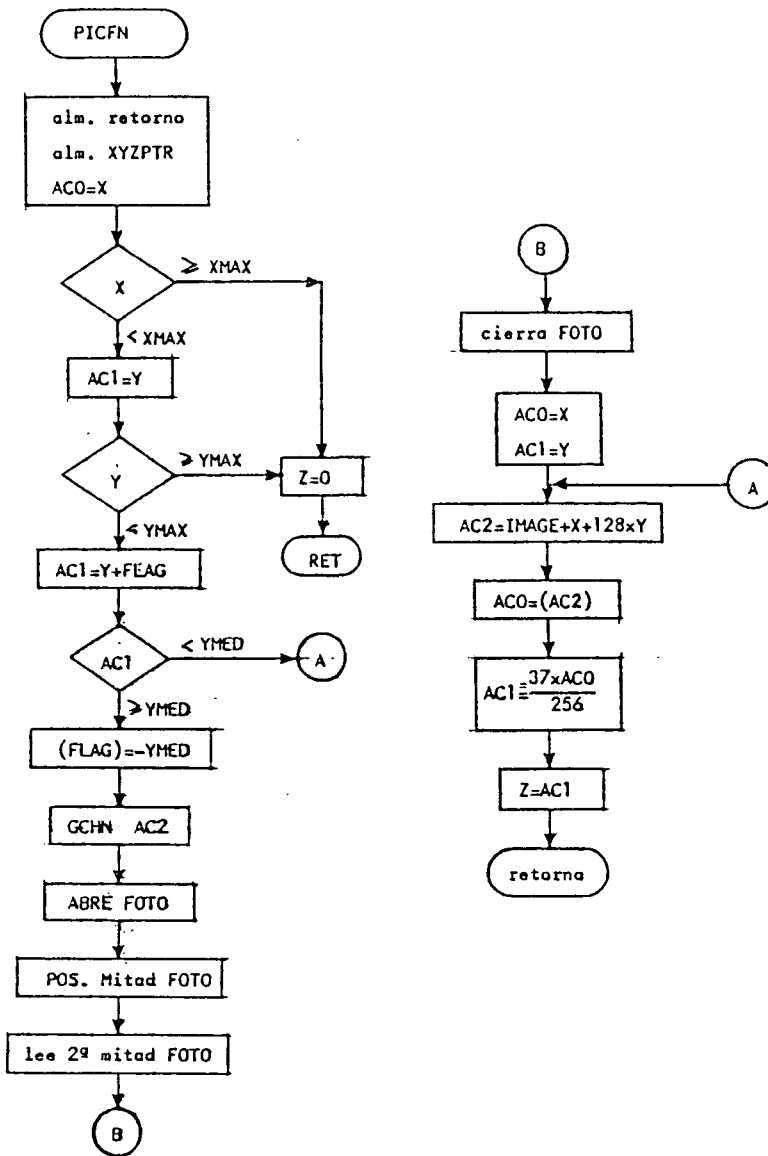 PICFN
alm. retorno
alm. XYZPTR
AC0=X
X
≥ XMAX
< XMAX
AC1=Y
Y
≥ YMAX
Z=0
< YMAX
RET
AC1=Y+FLAG
AC1
< YMED
A
≥YMED
(FLAG)=-YMED
GCHN AC2
ABRE FOTO
POS. Mitad FOTO
lee 2ª mitad FOTO
B
B
cierra FOTO
AC0=X
AC1=Y
A
AC2=IMAGE+X+128xY
AC0=(AC2)
AC1=37xAC0
256
Z=AC1
retorna